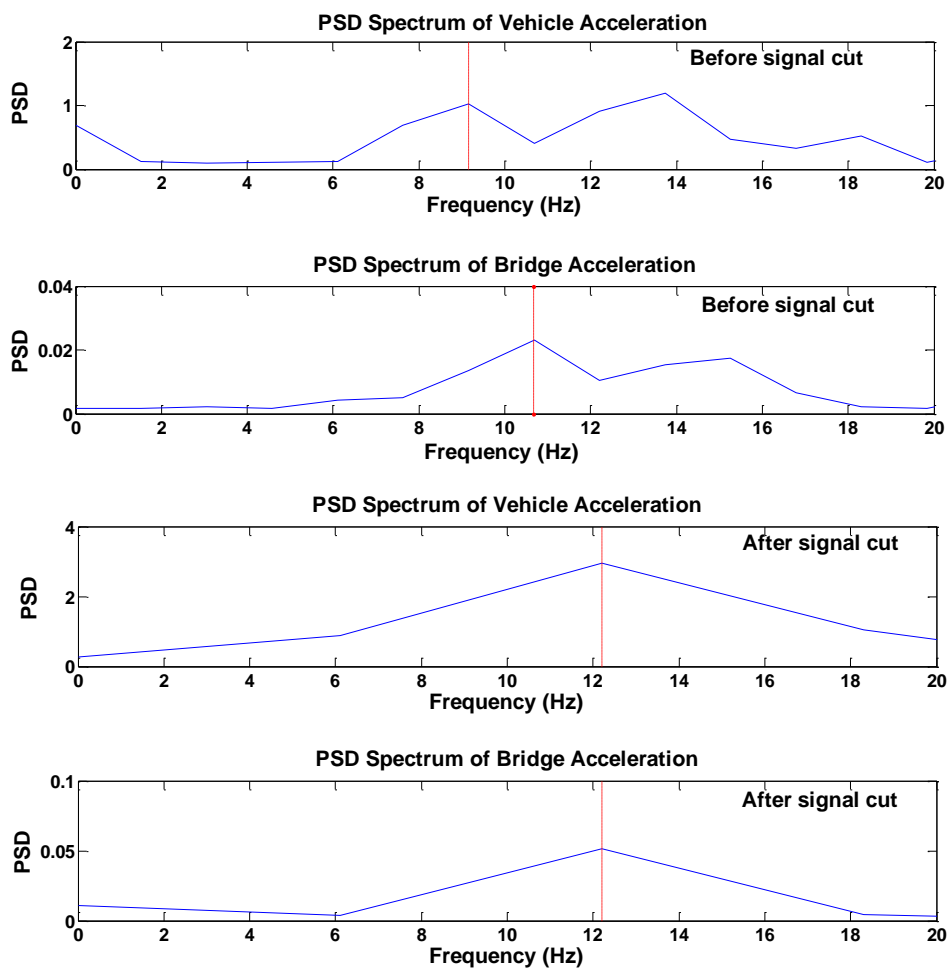 PSD Spectrum of Vehicle Acceleration
Before signal cut
PSD
2
1
0
0 2 4 6 8 10 12 14 16 18 20
Frequency (Hz)
PSD Spectrum of Bridge Acceleration
Before signal cut
PSD
0.04
0.02
0
0 2 4 6 8 10 12 14 16 18 20
Frequency (Hz)
PSD Spectrum of Vehicle Acceleration
After signal cut
PSD
4
2
0
0 2 4 6 8 10 12 14 16 18 20
Frequency (Hz)
PSD Spectrum of Bridge Acceleration
After signal cut
PSD
0.1
0.05
0
0 2 4 6 8 10 12 14 16 18 20
Frequency (Hz)